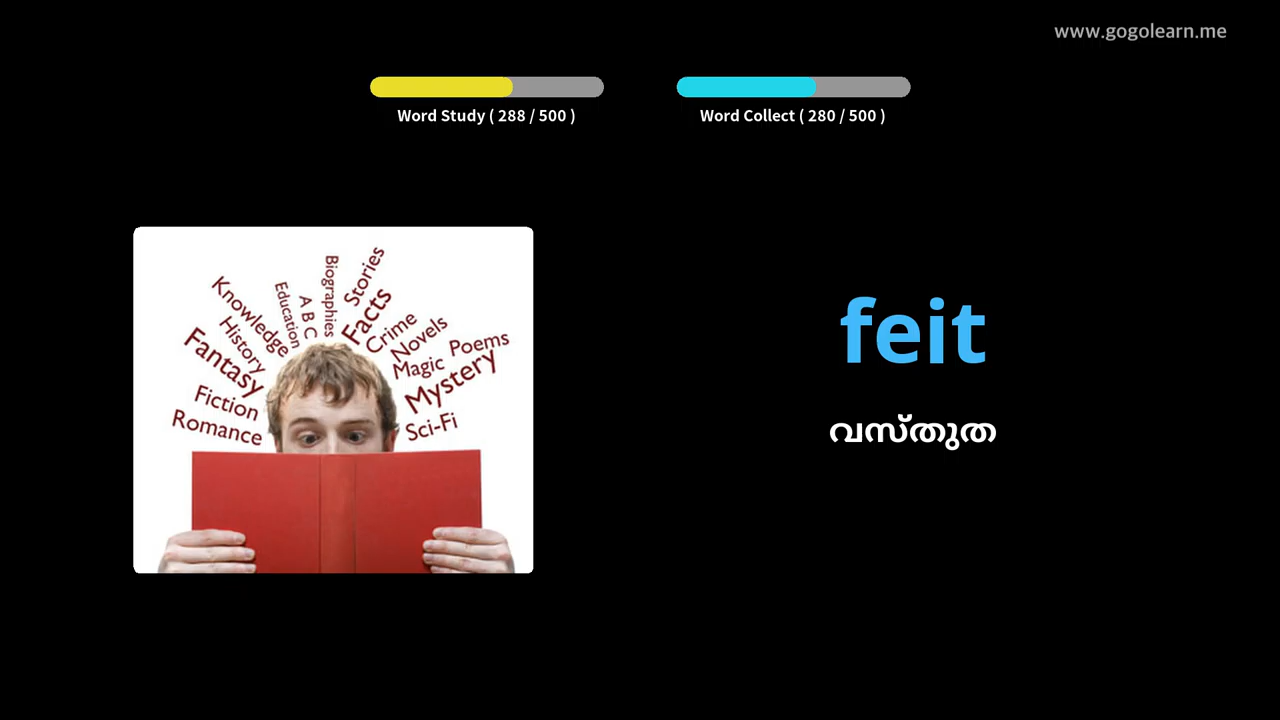 www.gogolearn.me
Word Study ( 288 / 500 )
Word Collect ( 280 / 500 )
Knowledge
History
Fantasy
Fiction
Romance
Education
A B C
Biographies
Stories
Facts
Crime
Novels
Magic
Poems
Mystery
Sci-Fi
feit
വസ്തുത